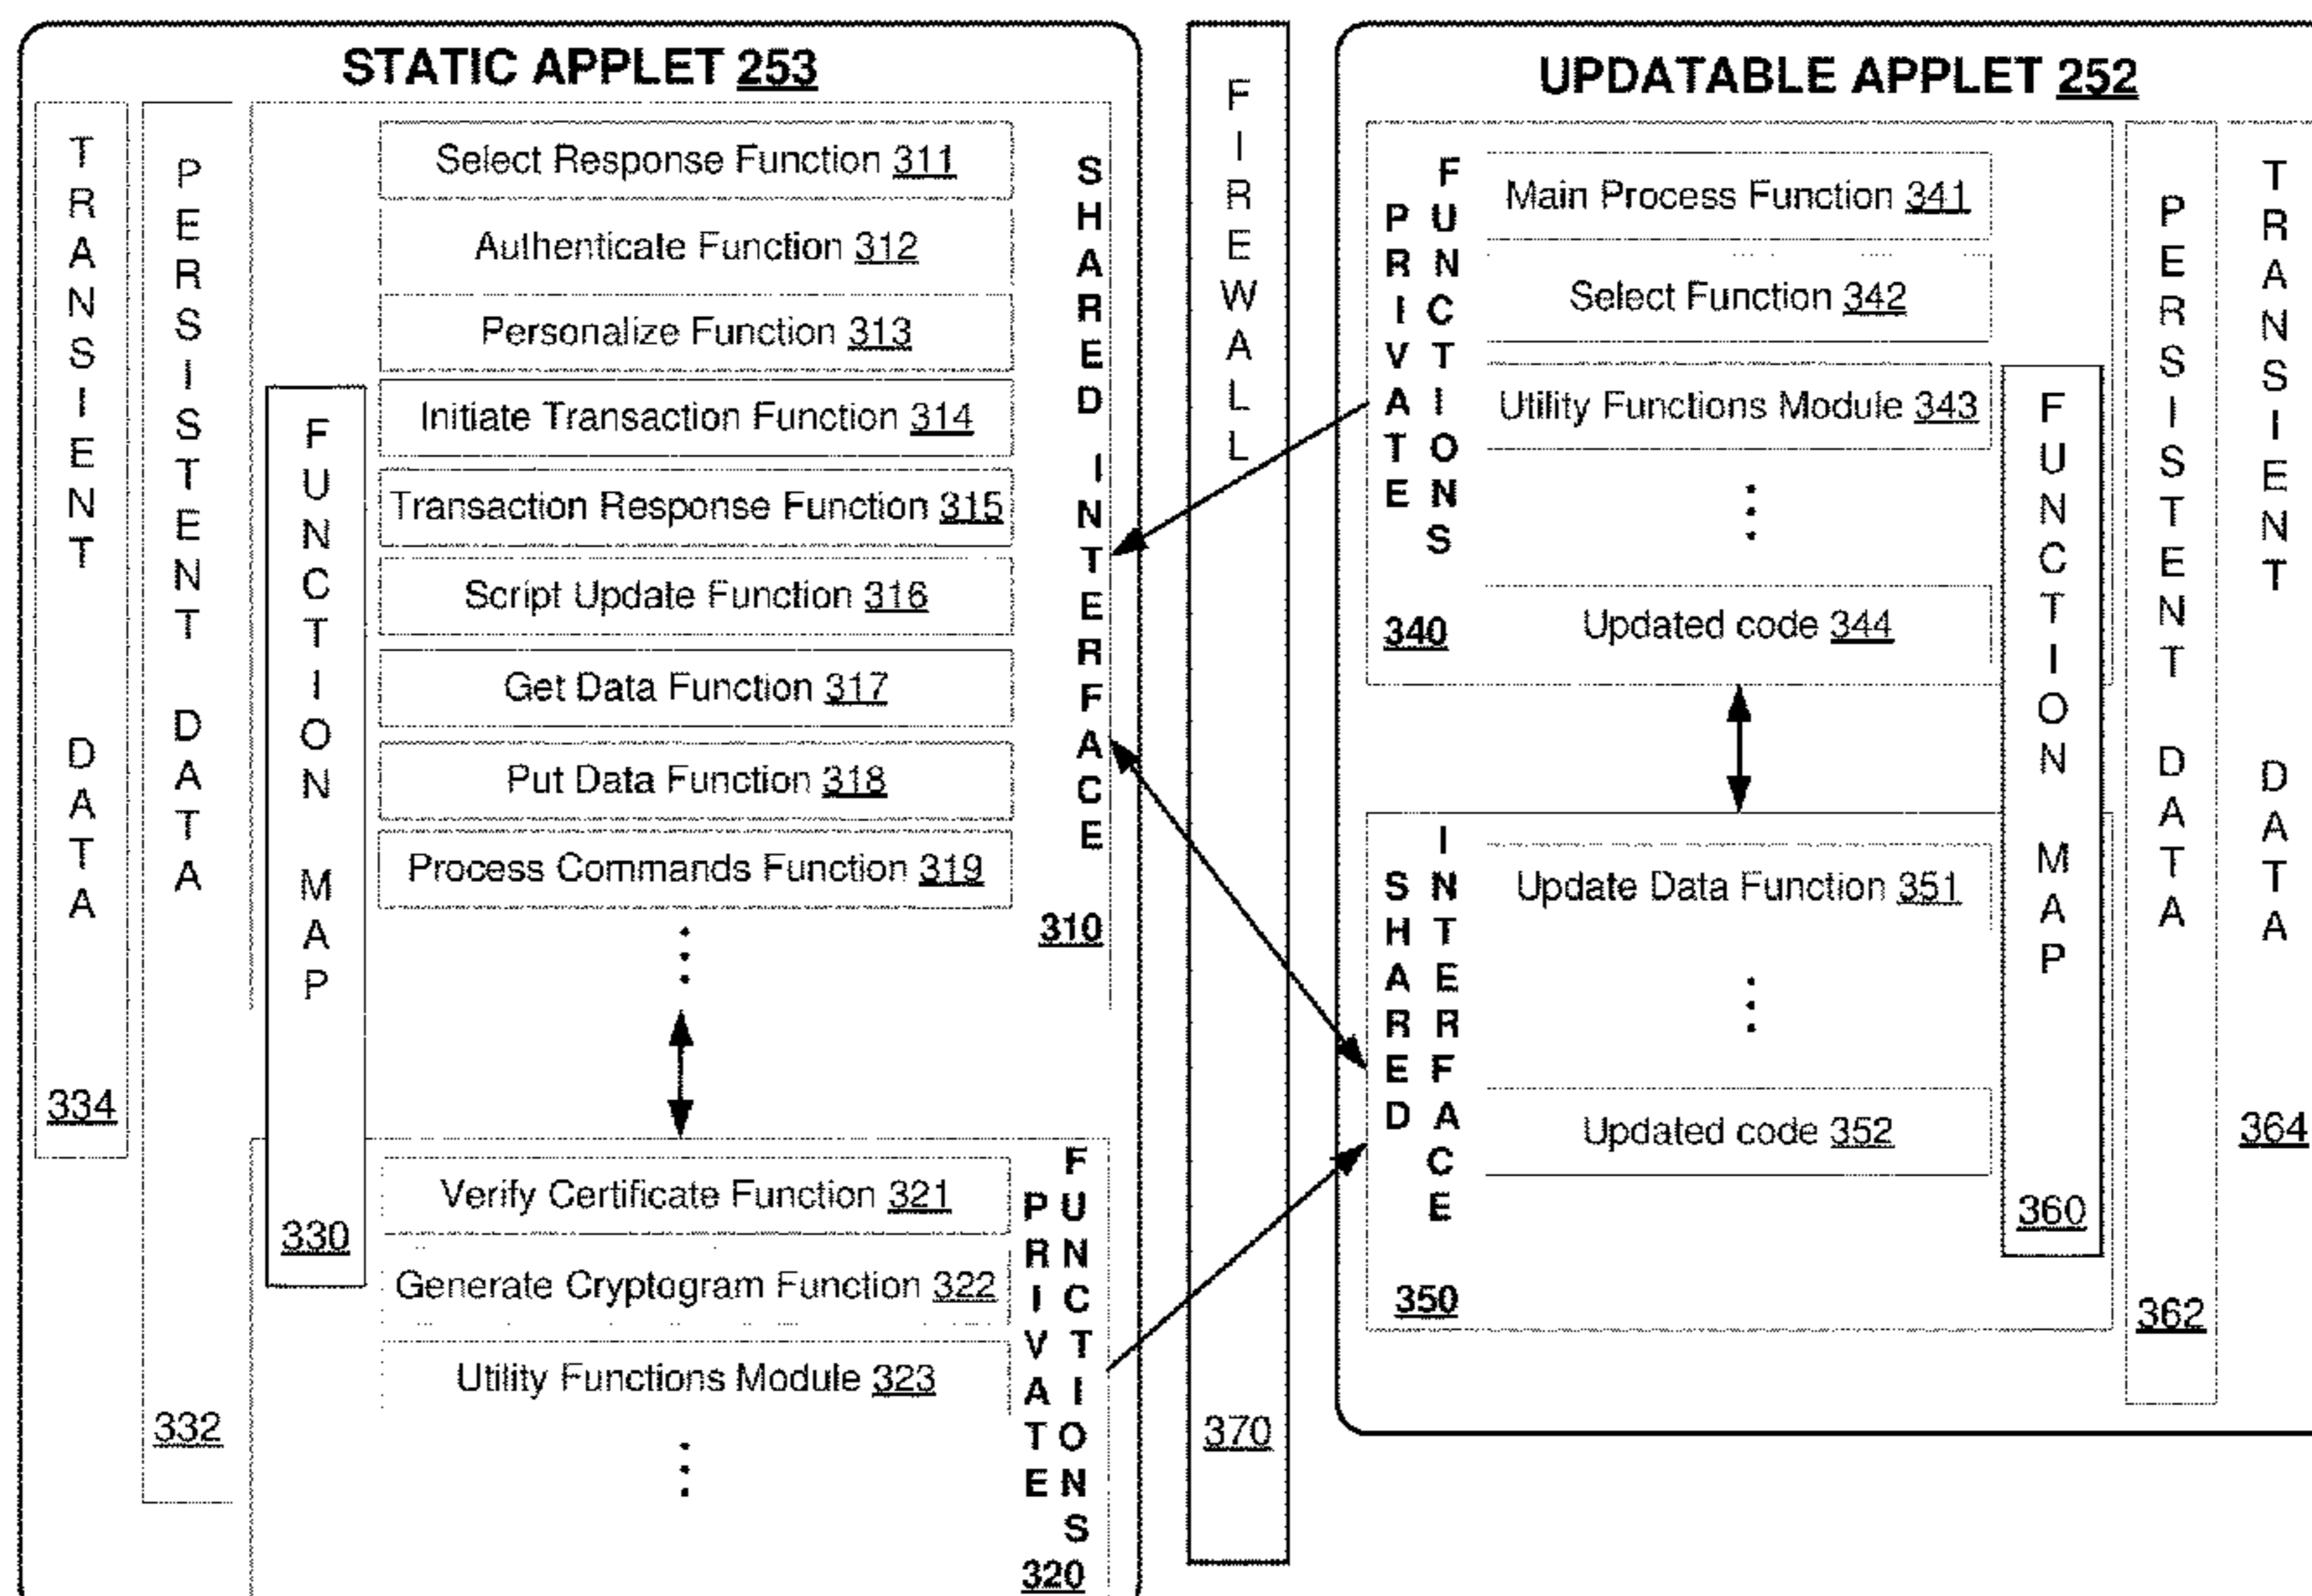 STATIC APPLET 253
TRANSIENT DATA
334
PERSISTENT DATA
332
FUNCTION MAP
330
Select Response Function 311
Authenticate Function 312
Personalize Function 313
Initiate Transaction Function 314
Transaction Response Function 315
Script Update Function 316
Get Data Function 317
Put Data Function 318
Process Commands Function 319
SHARED INTERFACE
310
Verify Certificate Function 321
Generate Cryptogram Function 322
Utility Functions Module 323
PRIVATE FUNCTIONS
320
FIREWALL
370
UPDATABLE APPLET 252
PRIVATE FUNCTIONS
340
Main Process Function 341
Select Function 342
Utility Functions Module 343
Updated code 344
SHARED INTERFACE
350
Update Data Function 351
Updated code 352
FUNCTION MAP
360
PERSISTENT DATA
362
TRANSIENT DATA
364